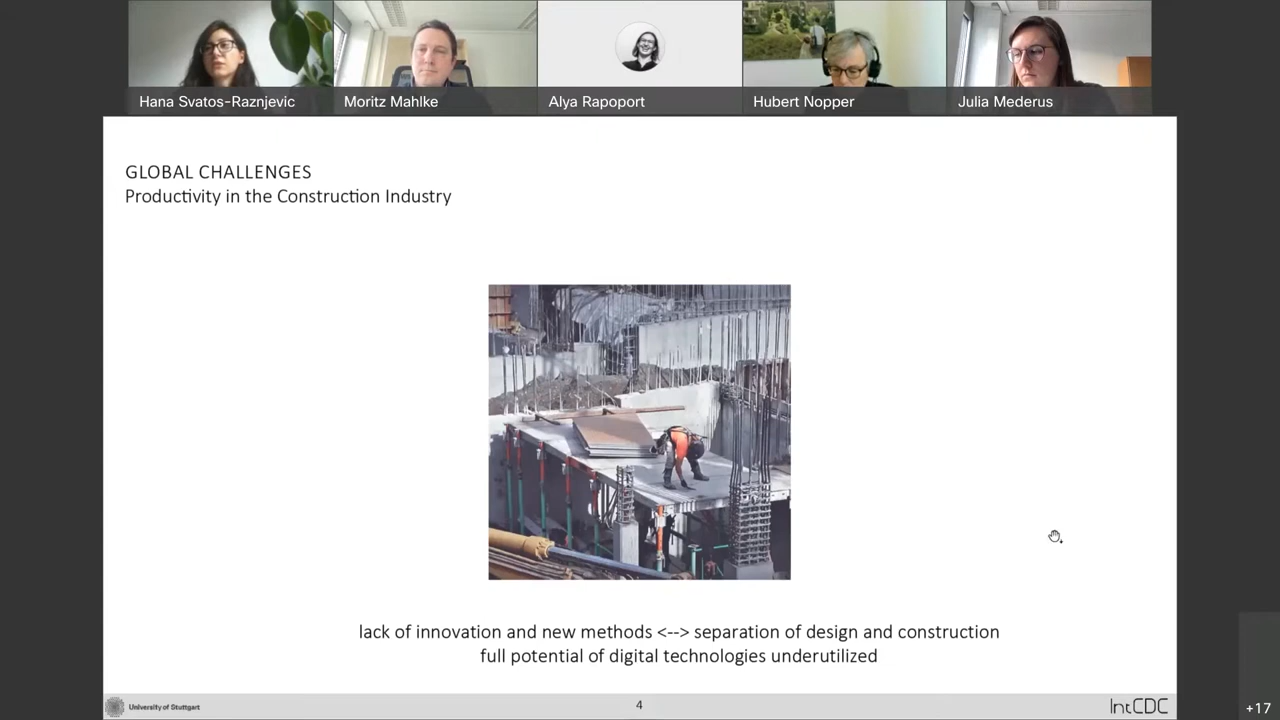 Hana Svatos-Raznjevic
Moritz Mahlke
Alya Rapoport
Hubert Nopper
Julia Mederus
GLOBAL CHALLENGES
Productivity in the Construction Industry
lack of innovation and new methods <--> separation of design and construction
full potential of digital technologies underutilized
University of Stuttgart
4
IntCDC
+17